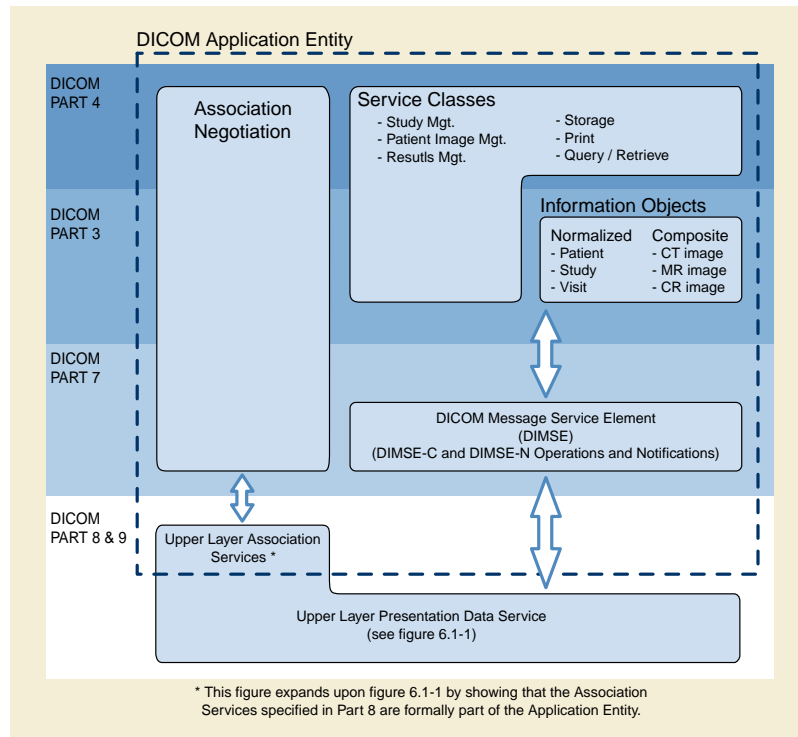 DICOM Application Entity
DICOM
PART 4
Association
Negotiation
Service Classes
- Study Mgt.
- Patient Image Mgt.
- Resutls Mgt.
- Storage
- Print
- Query / Retrieve
DICOM
PART 3
Information Objects
Normalized
- Patient
- Study
- Visit
Composite
- CT image
- MR image
- CR image
DICOM
PART 7
DICOM Message Service Element
(DIMSE)
(DIMSE-C and DIMSE-N Operations and Notifications)
DICOM
PART 8 & 9
Upper Layer Association
Services *
Upper Layer Presentation Data Service
(see figure 6.1-1)
* This figure expands upon figure 6.1-1 by showing that the Association
Services specified in Part 8 are formally part of the Application Entity.